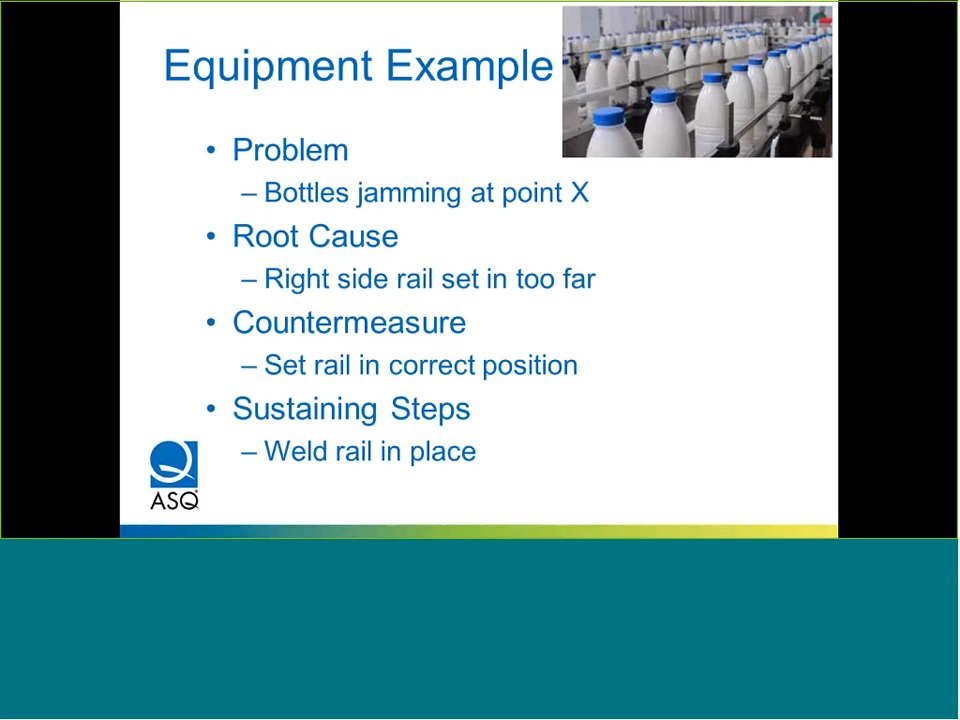 Equipment Example
• Problem
– Bottles jamming at point X
• Root Cause
– Right side rail set in too far
• Countermeasure
– Set rail in correct position
• Sustaining Steps
– Weld rail in place
ASQ